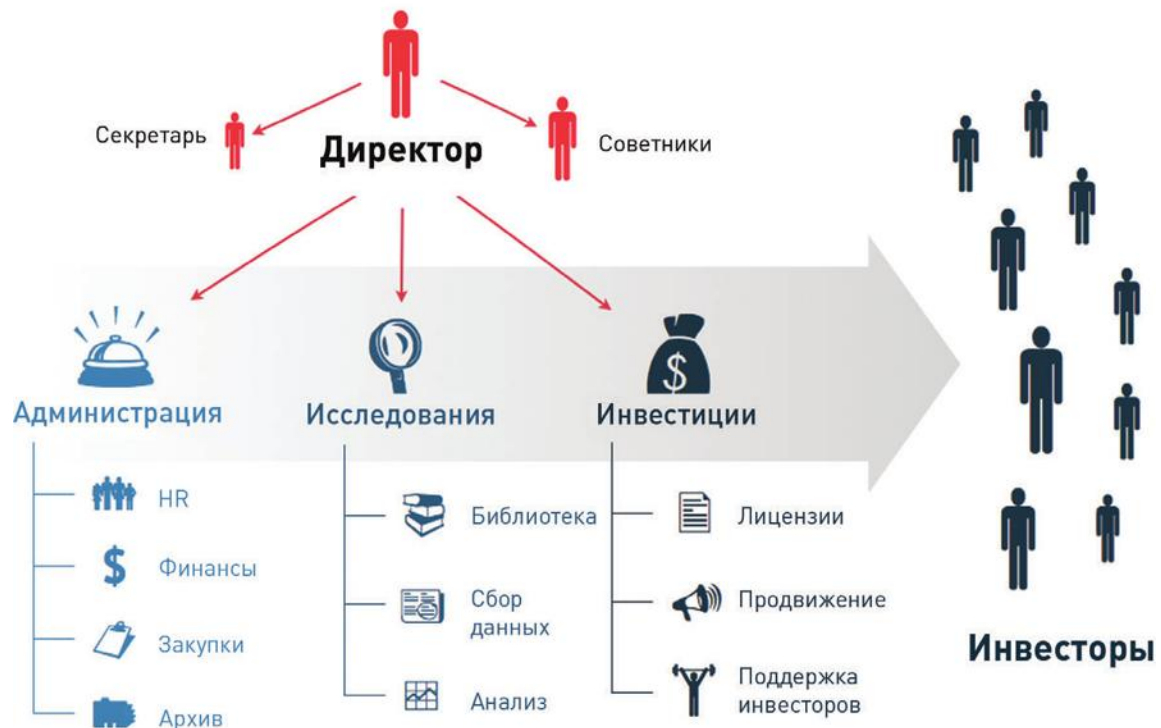 Секретарь
Директор
Советники
Администрация
HR
Финансы
Закупки
Архив
Исследования
Библиотека
Сбор
данных
Анализ
Инвестиции
Лицензии
Продвижение
Поддержка
инвесторов
Инвесторы